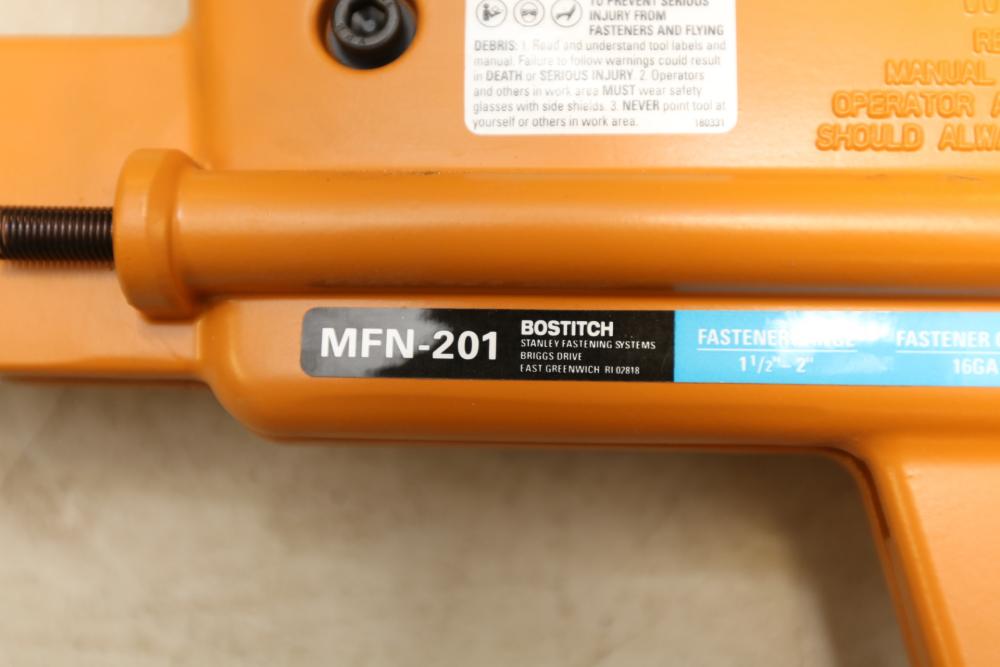 TO PREVENT SERIOUS
INJURY FROM
FASTENERS AND FLYING
DEBRIS: 1. Read and understand tool labels and
manual. Failure to follow warnings could result
in DEATH or SERIOUS INJURY. 2. Operators
and others in work area MUST wear safety
glasses with side shields. 3. NEVER point tool at
yourself or others in work area. 180331
MANUAL
OPERATOR
SHOULD ALW
MFN-201
BOSTITCH
STANLEY FASTENING SYSTEMS
BRIGGS DRIVE
EAST GREENWICH RI 02818
FASTENER
1 1/2" - 2"
FASTENER
16GA